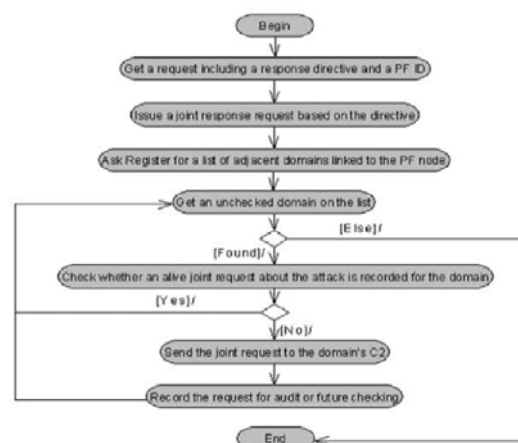 Begin
Get a request including a response directive and a PF ID
Issue a joint response request based on the directive
Ask Register for a list of adjacent domains linked to the PF node
Get an unchecked domain on the list
[Else]/
[Found]/
Check whether an alive joint request about the attack is recorded for the domain
[Yes]/
[No]/
Send the joint request to the domain's C2
Record the request for audit or future checking
End